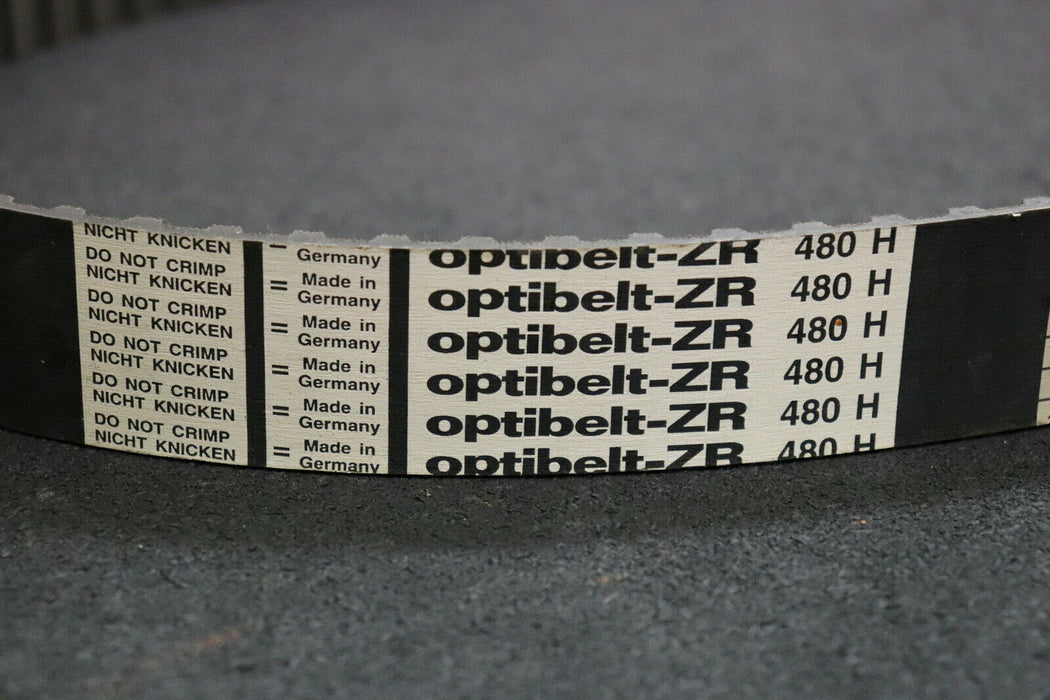 NICHT KNICKEN
DO NOT CRIMP
NICHT KNICKEN
DO NOT CRIMP
NICHT KNICKEN
DO NOT CRIMP
NICHT KNICKEN
DO NOT CRIMP
NICHT KNICKEN
DO NOT CRIMP
NICHT KNICKEN
= Germany
= Made in
Germany
= Made in
Germany
= Made in
Germany
= Made in
Germany
= Made in
Germany
optibelt-ZR 480 H
optibelt-ZR 480 H
optibelt-ZR 480 H
optibelt-ZR 480 H
optibelt-ZR 480 H
optibelt-ZR 480 H